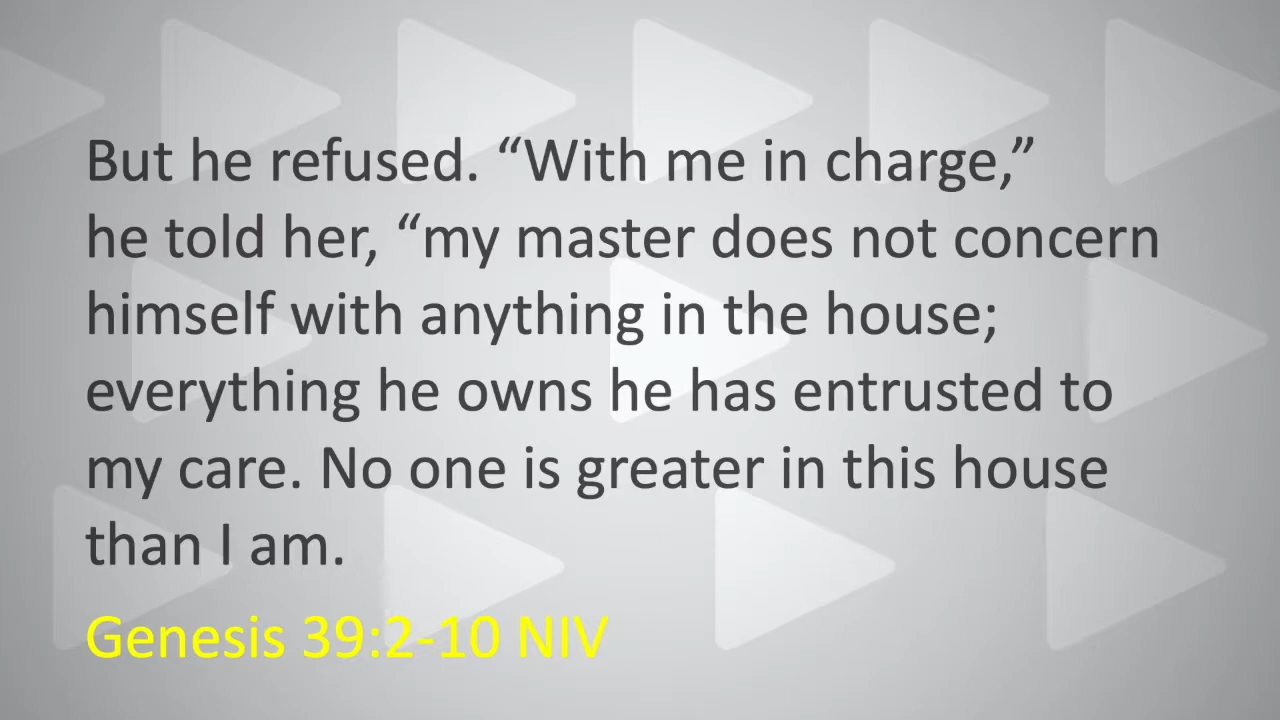 But he refused. “With me in charge,”
he told her, “my master does not concern
himself with anything in the house;
everything he owns he has entrusted to
my care. No one is greater in this house
than I am.
Genesis 39:2-10 NIV